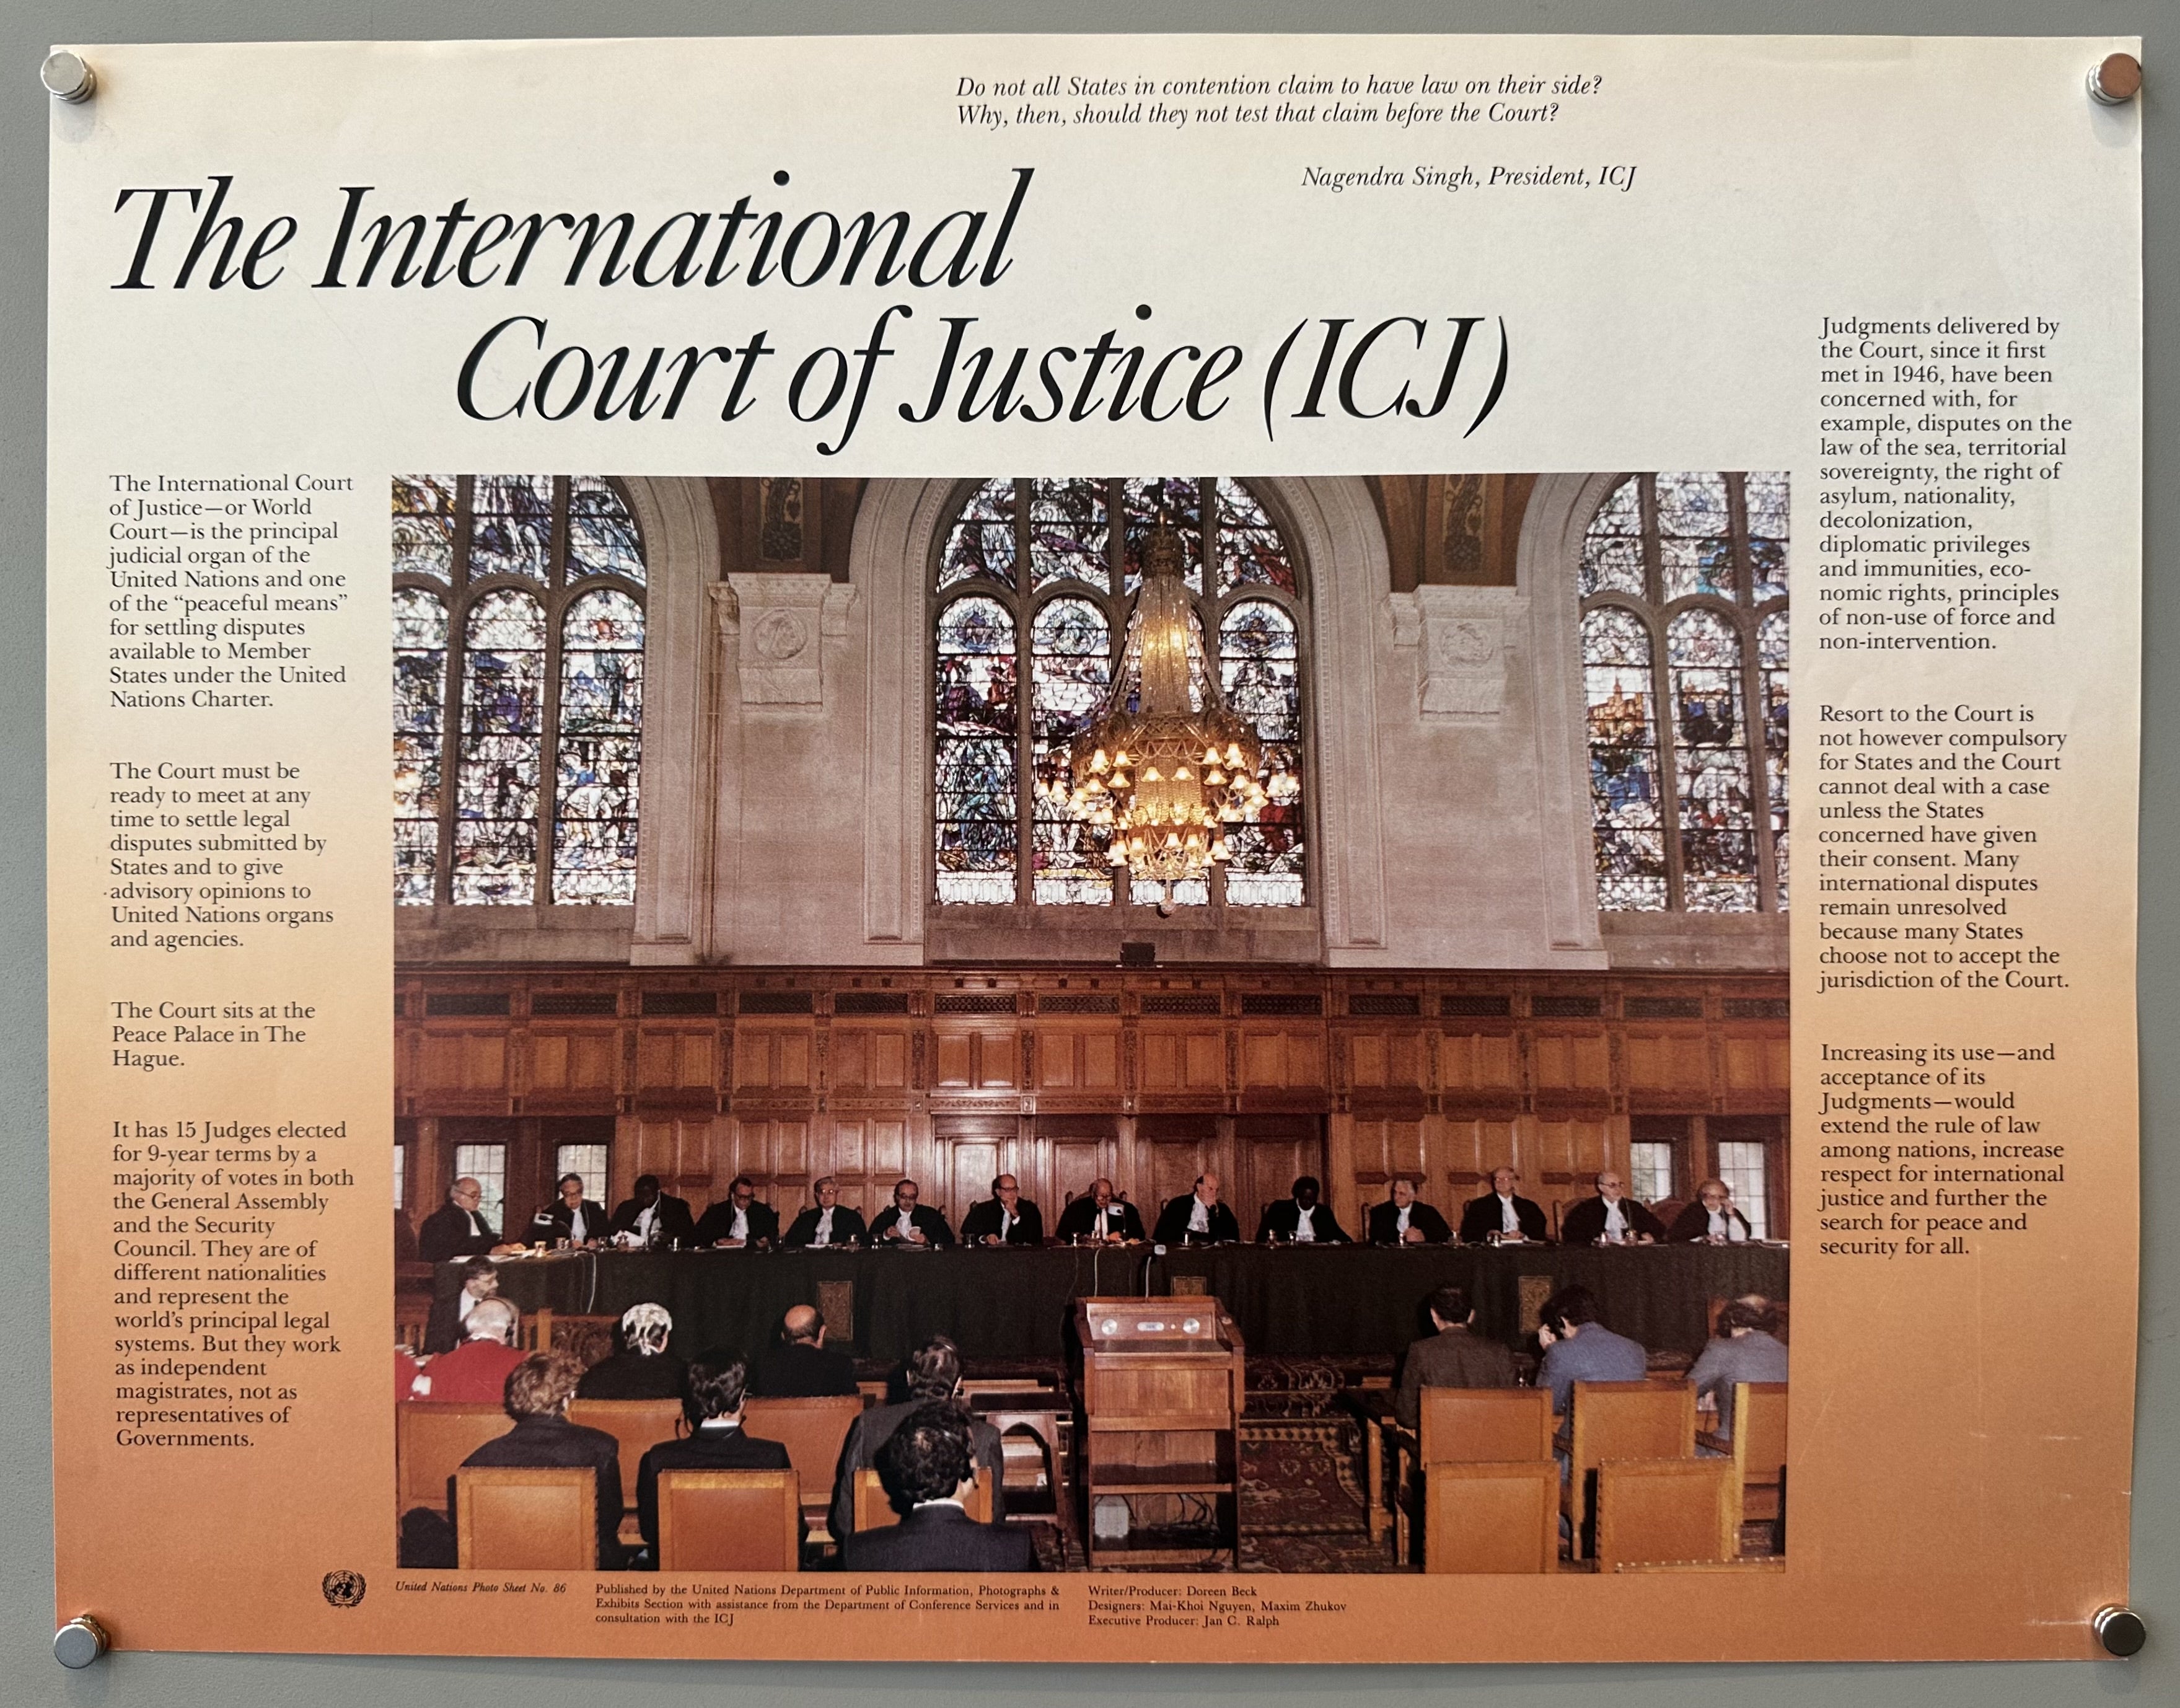 Do not all States in contention claim to have law on their side?
Why, then, should they not test that claim before the Court?
Nagendra Singh, President, ICJ
The International
Court of Justice (ICJ)
The International Court
of Justice—or World
Court—is the principal
judicial organ of the
United Nations and one
of the “peaceful means”
for settling disputes
available to Member
States under the United
Nations Charter.
The Court must be
ready to meet at any
time to settle legal
disputes submitted by
States and to give
advisory opinions to
United Nations organs
and agencies.
The Court sits at the
Peace Palace in The
Hague.
It has 15 Judges elected
for 9-year terms by a
majority of votes in both
the General Assembly
and the Security
Council. They are of
different nationalities
and represent the
world’s principal legal
systems. But they work
as independent
magistrates, not as
representatives of
Governments.
Judgments delivered by
the Court, since it first
met in 1946, have been
concerned with, for
example, disputes on the
law of the sea, territorial
sovereignty, the right of
asylum, nationality,
decolonization,
diplomatic privileges
and immunities, eco-
nomic rights, principles
of non-use of force and
non-intervention.
Resort to the Court is
not however compulsory
for States and the Court
cannot deal with a case
unless the States
concerned have given
their consent. Many
international disputes
remain unresolved
because many States
choose not to accept the
jurisdiction of the Court.
Increasing its use—and
acceptance of its
Judgments—would
extend the rule of law
among nations, increase
respect for international
justice and further the
search for peace and
security for all.
United Nations Photo Sheet No. 86
Published by the United Nations Department of Public Information, Photographs &
Exhibits Section with assistance from the Department of Conference Services and in
consultation with the ICJ
Writer/Producer: Doreen Beck
Designers: Mai-Khoi Nguyen, Maxim Zhukov
Executive Producer: Jan C. Ralph